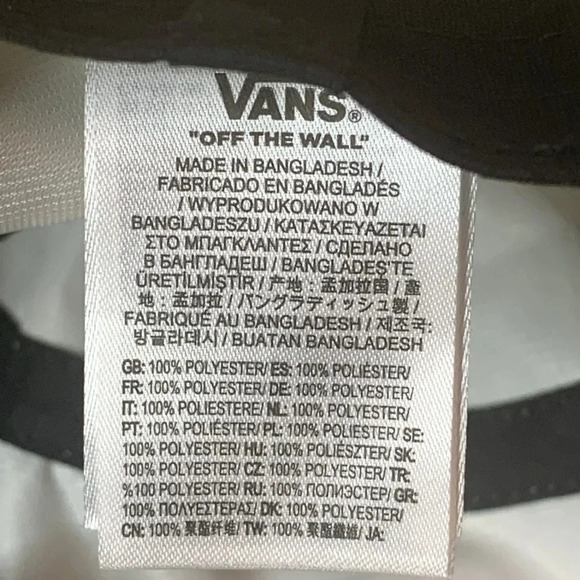 VANS®
"OFF THE WALL"
MADE IN BANGLADESH /
FABRICADO EN BANGLADÉS
/ WYPRODUKOWANO W
BANGLADESZU / ΚΑΤΑΣΚΕΥΑΖΕΤΑΙ
ΣΤΟ ΜΠΑΓΚΛΑΝΤΕΣ / СДЕЛАНО
В БАНГЛАДЕШ / BANGLADEŞ'TE
ÜRETİLMİŞTİR / 产地：孟加拉国 / 產
地：孟加拉 / バングラディッシュ製 /
FABRIQUÉ AU BANGLADESH / 제조국:
방글라데시 / BUATAN BANGLADESH
GB: 100% POLYESTER/ ES: 100% POLIÉSTER/
FR: 100% POLYESTER/ DE: 100% POLYESTER/
IT: 100% POLIESTERE/ NL: 100% POLYESTER/
PT: 100% POLIÉSTER/ PL: 100% POLIESTER/ SE:
100% POLYESTER/ HU: 100% POLIÉSZTER/ SK:
100% POLYESTER/ CZ: 100% POLYESTER/ TR:
%100 POLYESTER/ RU: 100% ПОЛИЭСТЕР/ GR:
100% ΠΟΛΥΕΣΤΕΡΑΣ/ DK: 100% POLYESTER/
CN: 100% 聚酯纤维/ TW: 100% 聚酯纖維/ JA: